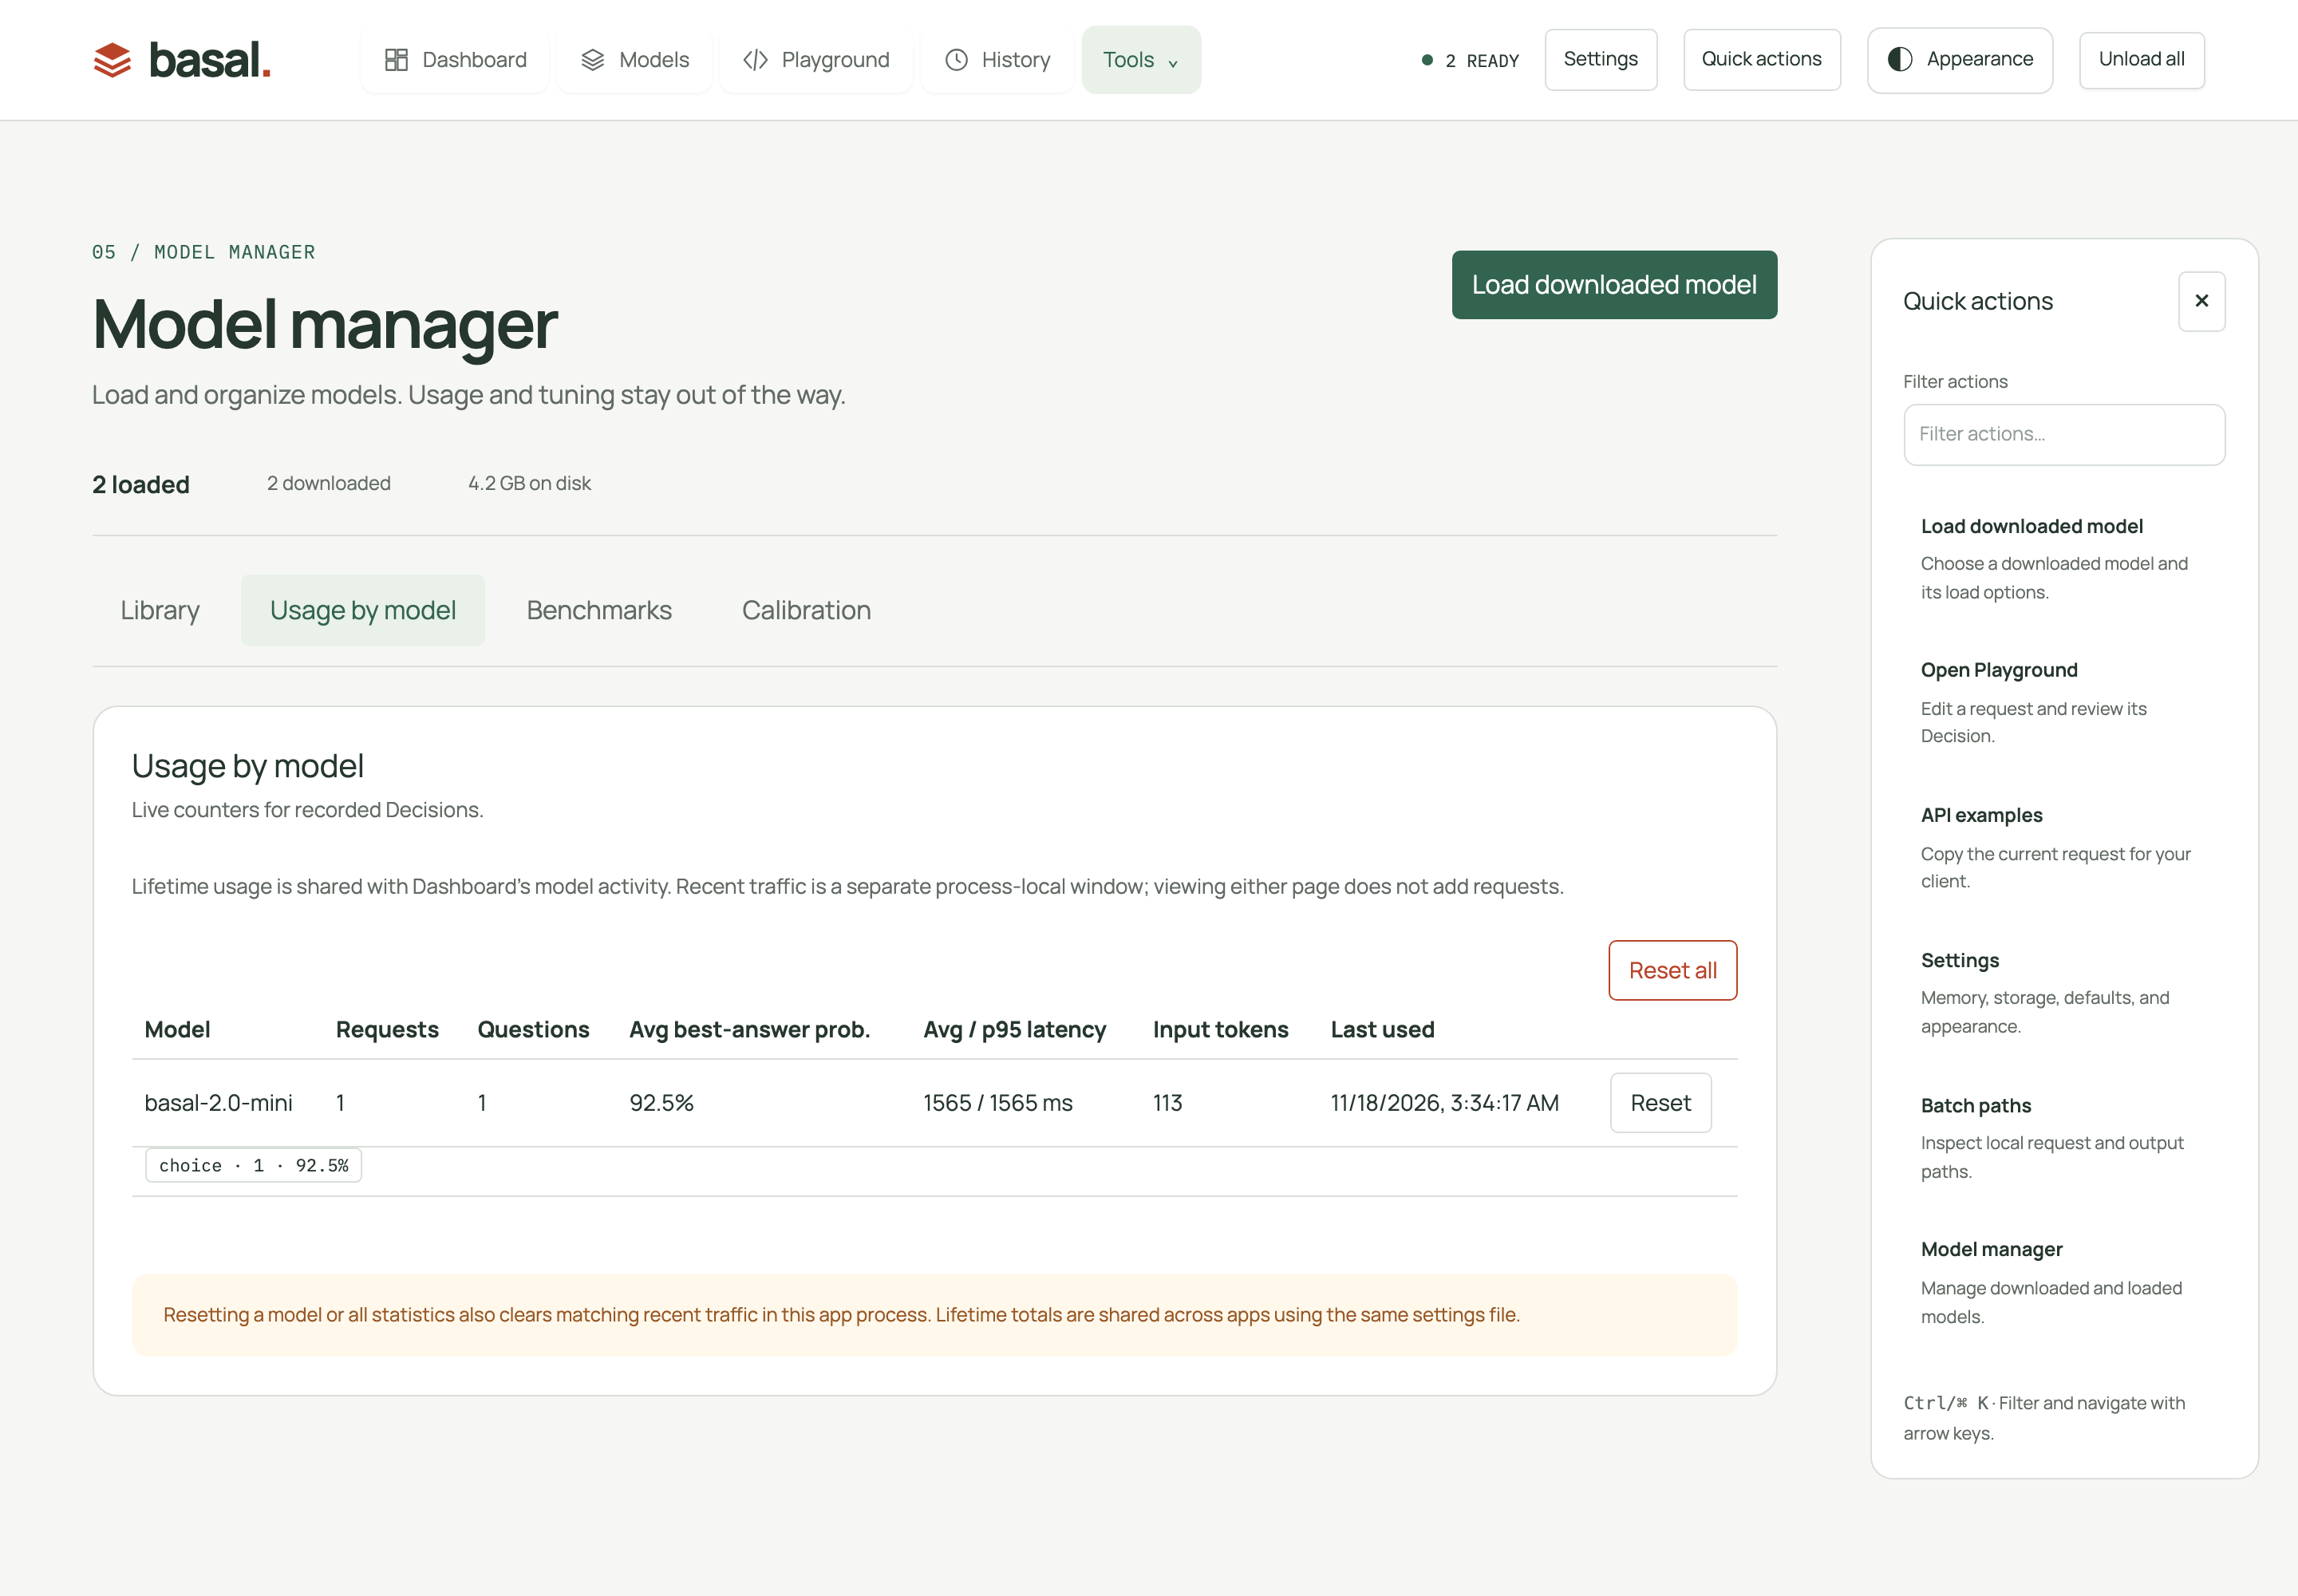 basal.
Dashboard
Models
Playground
History
Tools
2 READY
Settings
Quick actions
Appearance
Unload all
05 / MODEL MANAGER
Model manager
Load and organize models. Usage and tuning stay out of the way.
Load downloaded model
2 loaded
2 downloaded
4.2 GB on disk
Library
Usage by model
Benchmarks
Calibration
Usage by model
Live counters for recorded Decisions.
Lifetime usage is shared with Dashboard's model activity. Recent traffic is a separate process-local window; viewing either page does not add requests.
Reset all
Model Requests Questions Avg best-answer prob. Avg / p95 latency Input tokens Last used
basal-2.0-mini 1 1 92.5% 1565 / 1565 ms 113 11/18/2026, 3:34:17 AM Reset
choice · 1 · 92.5%
Resetting a model or all statistics also clears matching recent traffic in this app process. Lifetime totals are shared across apps using the same settings file.
Quick actions
×
Filter actions
Filter actions…
Load downloaded model
Choose a downloaded model and
its load options.
Open Playground
Edit a request and review its
Decision.
API examples
Copy the current request for your
client.
Settings
Memory, storage, defaults, and
appearance.
Batch paths
Inspect local request and output
paths.
Model manager
Manage downloaded and loaded
models.
Ctrl/⌘ K · Filter and navigate with
arrow keys.